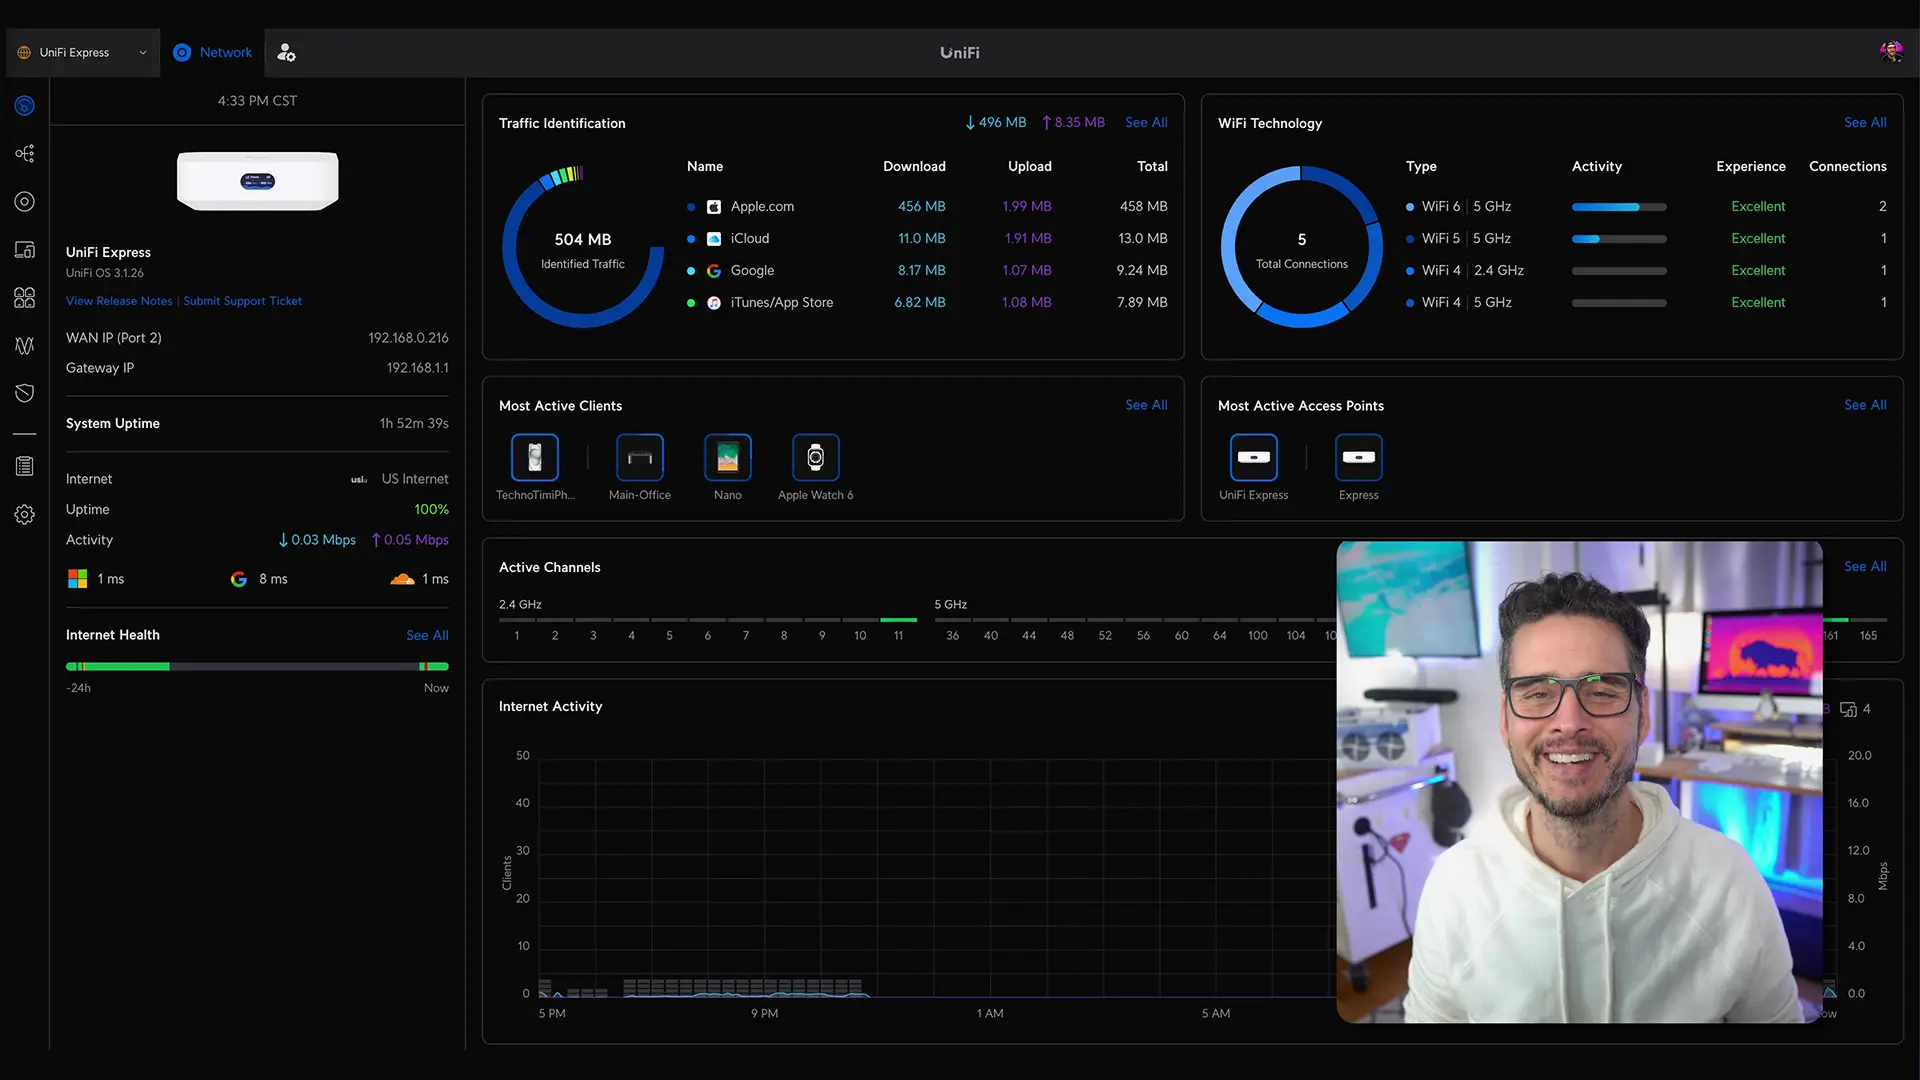 UniFi Express
Network
UniFi
4:33 PM CST
UniFi Express
UniFi OS 3.1.26
View Release Notes | Submit Support Ticket
WAN IP (Port 2) 192.168.0.216
Gateway IP 192.168.1.1
System Uptime 1h 52m 39s
Internet usi US Internet
Uptime 100%
Activity ↓ 0.03 Mbps ↑ 0.05 Mbps
1 ms 8 ms 1 ms
Internet Health See All
-24h Now
Traffic Identification ↓ 496 MB ↑ 8.35 MB See All
504 MB
Identified Traffic
Name Download Upload Total
Apple.com 456 MB 1.99 MB 458 MB
iCloud 11.0 MB 1.91 MB 13.0 MB
Google 8.17 MB 1.07 MB 9.24 MB
iTunes/App Store 6.82 MB 1.08 MB 7.89 MB
WiFi Technology See All
5
Total Connections
Type Activity Experience Connections
WiFi 6 | 5 GHz Excellent 2
WiFi 5 | 5 GHz Excellent 1
WiFi 4 | 2.4 GHz Excellent 1
WiFi 4 | 5 GHz Excellent 1
Most Active Clients See All
TechnoTimiPh... Main-Office Nano Apple Watch 6
Most Active Access Points See All
UniFi Express Express
Active Channels See All
2.4 GHz
1 2 3 4 5 6 7 8 9 10 11
5 GHz
36 40 44 48 52 56 60 64 100 104 10 161 165
Internet Activity B 4
50 40 30 20 10 0
Clients
5 PM 9 PM 1 AM 5 AM ow
20.0 16.0 12.0 8.0 4.0 0.0
Mbps